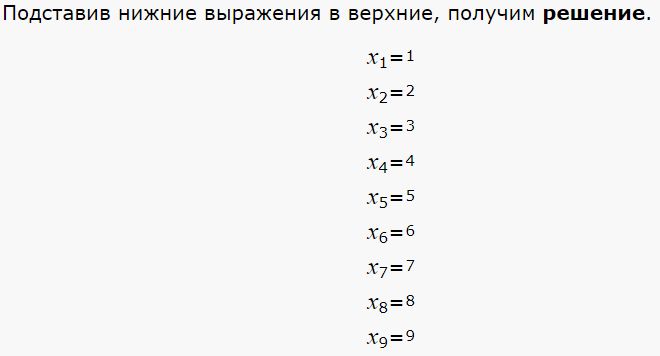 Подставив нижние выражения в верхние, получим решение.
x₁=1
x₂=2
x₃=3
x₄=4
x₅=5
x₆=6
x₇=7
x₈=8
x₉=9